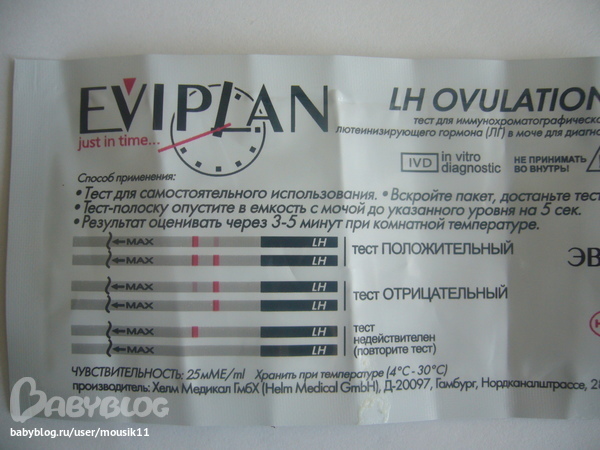 EVIPLAN
just in time...
LH OVULATION
тест для иммунохроматографическо
лютеинизирующего гормона (ЛГ) в моче для диагно
IVD in vitro diagnostic
НЕ ПРИНИМАТЬ ВО ВНУТРЬ!
Способ применения:
• Тест для самостоятельного использования. • Вскройте пакет, достаньте тест
• Тест-полоску опустите в емкость с мочой до указанного уровня на 5 сек.
• Результат оценивать через 3-5 минут при комнатной температуре.
MAX LH
MAX LH
тест ПОЛОЖИТЕЛЬНЫЙ
ЭВ
MAX LH
MAX LH
тест ОТРИЦАТЕЛЬНЫЙ
MAX LH
MAX LH
тест
недействителен
(повторите тест)
ЧУВСТВИТЕЛЬНОСТЬ: 25мМЕ/ml Хранить при температуре (4°C - 30°C)
производитель: Хелм Медикал ГмбХ (Helm Medical GmbH), Д-20097, Гамбург, Нордканалштрассе, 28
BABYBLOG
babyblog.ru/user/mousik11